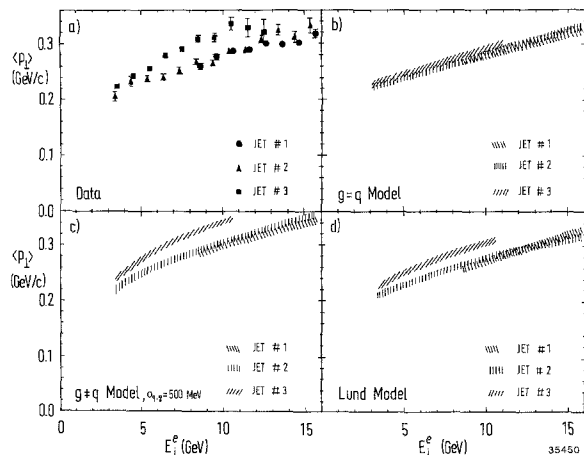 a)
b)
⟨p⊥⟩
(GeV/c)
0.3
0.2
0.1
0.0
JET # 1
JET # 2
JET # 3
Data
JET # 1
JET # 2
JET # 3
g=q Model
c)
d)
⟨p⊥⟩
(GeV/c)
0.3
0.2
0.1
0.0
JET # 1
JET # 2
JET # 3
g≠q Model, σq,g=500 MeV
JET # 1
JET # 2
JET # 3
Lund Model
0 5 10 15
5 10 15
E_j^e (GeV)
E_j^e (GeV)
35450